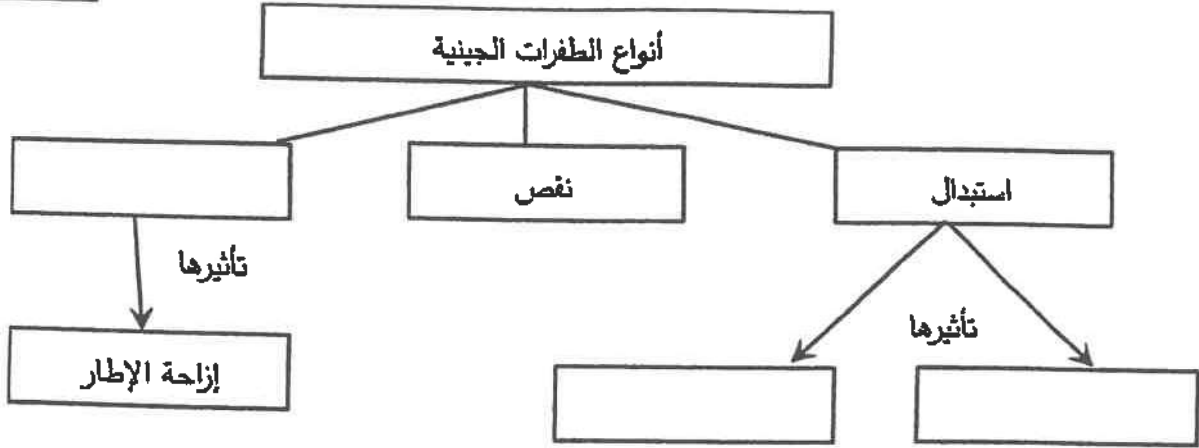 أنواع الطفرات الجينية
استبدال
نقص
تأثيرها
إزاحة الإطار
تأثيرها